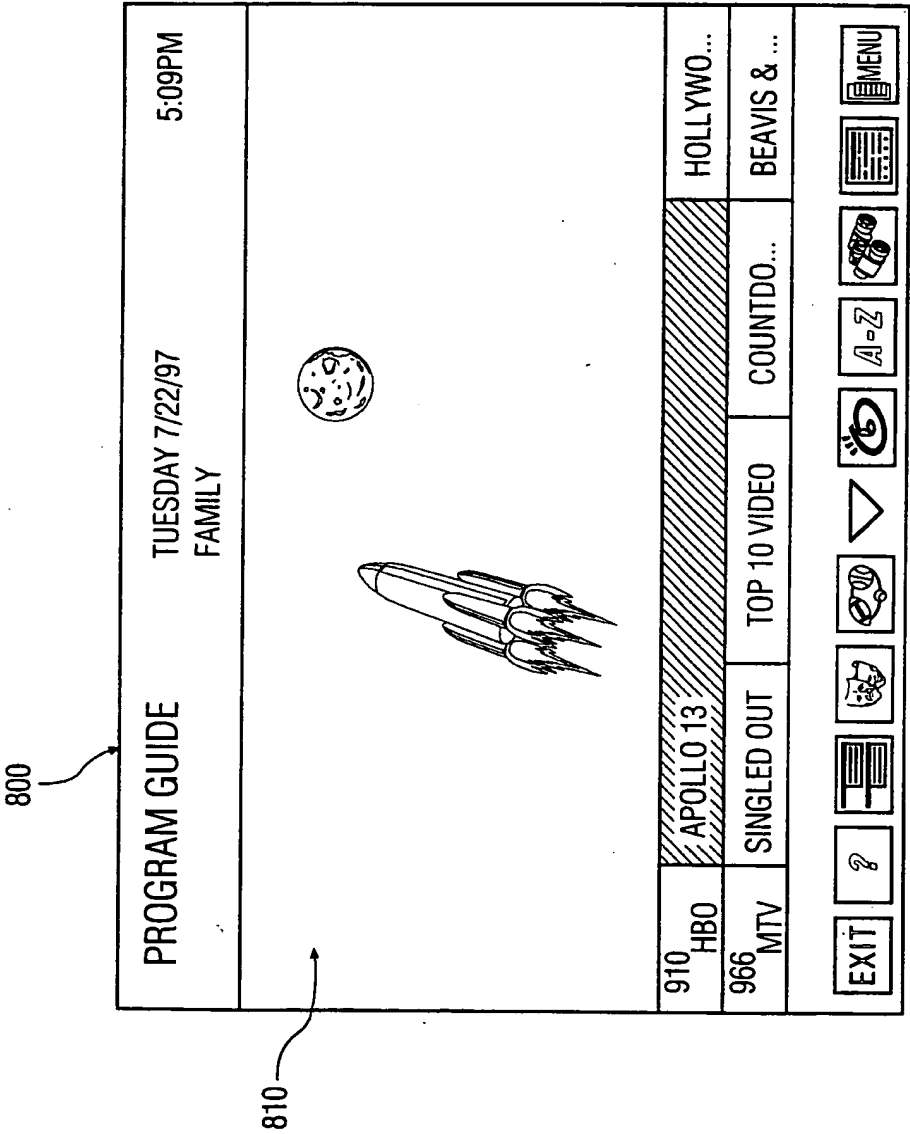 800
PROGRAM GUIDE TUESDAY 7/22/97 5:09PM
FAMILY
810
910 HBO APOLLO 13 HOLLYWO...
966 MTV SINGLED OUT TOP 10 VIDEO COUNTDO... BEAVIS & ...
EXIT ? A-Z MENU